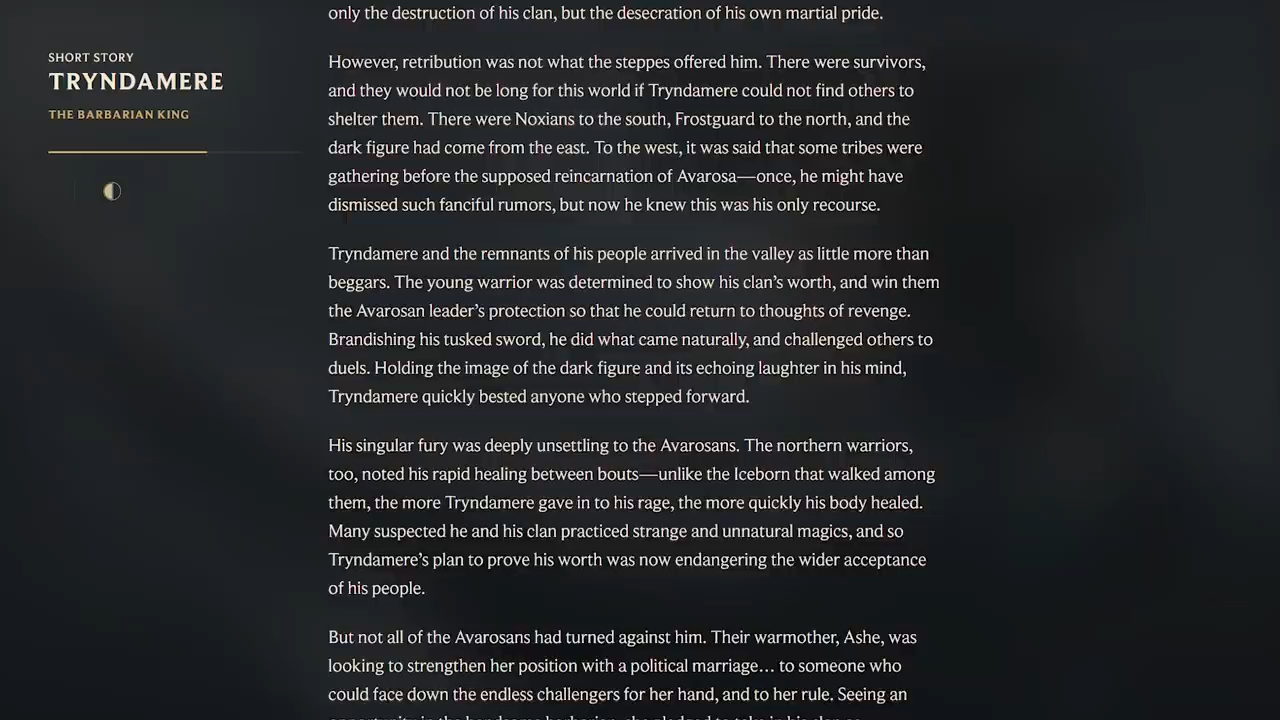 only the destruction of his clan, but the desecration of his own martial pride.
SHORT STORY
TRYNDAMERE
THE BARBARIAN KING
However, retribution was not what the steppes offered him. There were survivors,
and they would not be long for this world if Tryndamere could not find others to
shelter them. There were Noxians to the south, Frostguard to the north, and the
dark figure had come from the east. To the west, it was said that some tribes were
gathering before the supposed reincarnation of Avarosa—once, he might have
dismissed such fanciful rumors, but now he knew this was his only recourse.
Tryndamere and the remnants of his people arrived in the valley as little more than
beggars. The young warrior was determined to show his clan’s worth, and win them
the Avarosan leader’s protection so that he could return to thoughts of revenge.
Brandishing his tusked sword, he did what came naturally, and challenged others to
duels. Holding the image of the dark figure and its echoing laughter in his mind,
Tryndamere quickly bested anyone who stepped forward.
His singular fury was deeply unsettling to the Avarosans. The northern warriors,
too, noted his rapid healing between bouts—unlike the Iceborn that walked among
them, the more Tryndamere gave in to his rage, the more quickly his body healed.
Many suspected he and his clan practiced strange and unnatural magics, and so
Tryndamere’s plan to prove his worth was now endangering the wider acceptance
of his people.
But not all of the Avarosans had turned against him. Their warmother, Ashe, was
looking to strengthen her position with a political marriage… to someone who
could face down the endless challengers for her hand, and to her rule. Seeing an